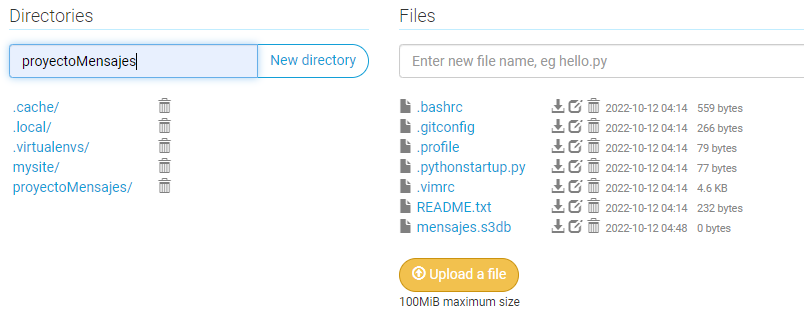 Directories
proyectoMensajes
New directory
.cache/
.local/
.virtualenvs/
mysite/
proyectoMensajes/
Files
Enter new file name, eg hello.py
.bashrc 2022-10-12 04:14 559 bytes
.gitconfig 2022-10-12 04:14 266 bytes
.profile 2022-10-12 04:14 79 bytes
.pythonstartup.py 2022-10-12 04:14 77 bytes
.vimrc 2022-10-12 04:14 4.6 KB
README.txt 2022-10-12 04:14 232 bytes
mensajes.s3db 2022-10-12 04:48 0 bytes
Upload a file
100MiB maximum size